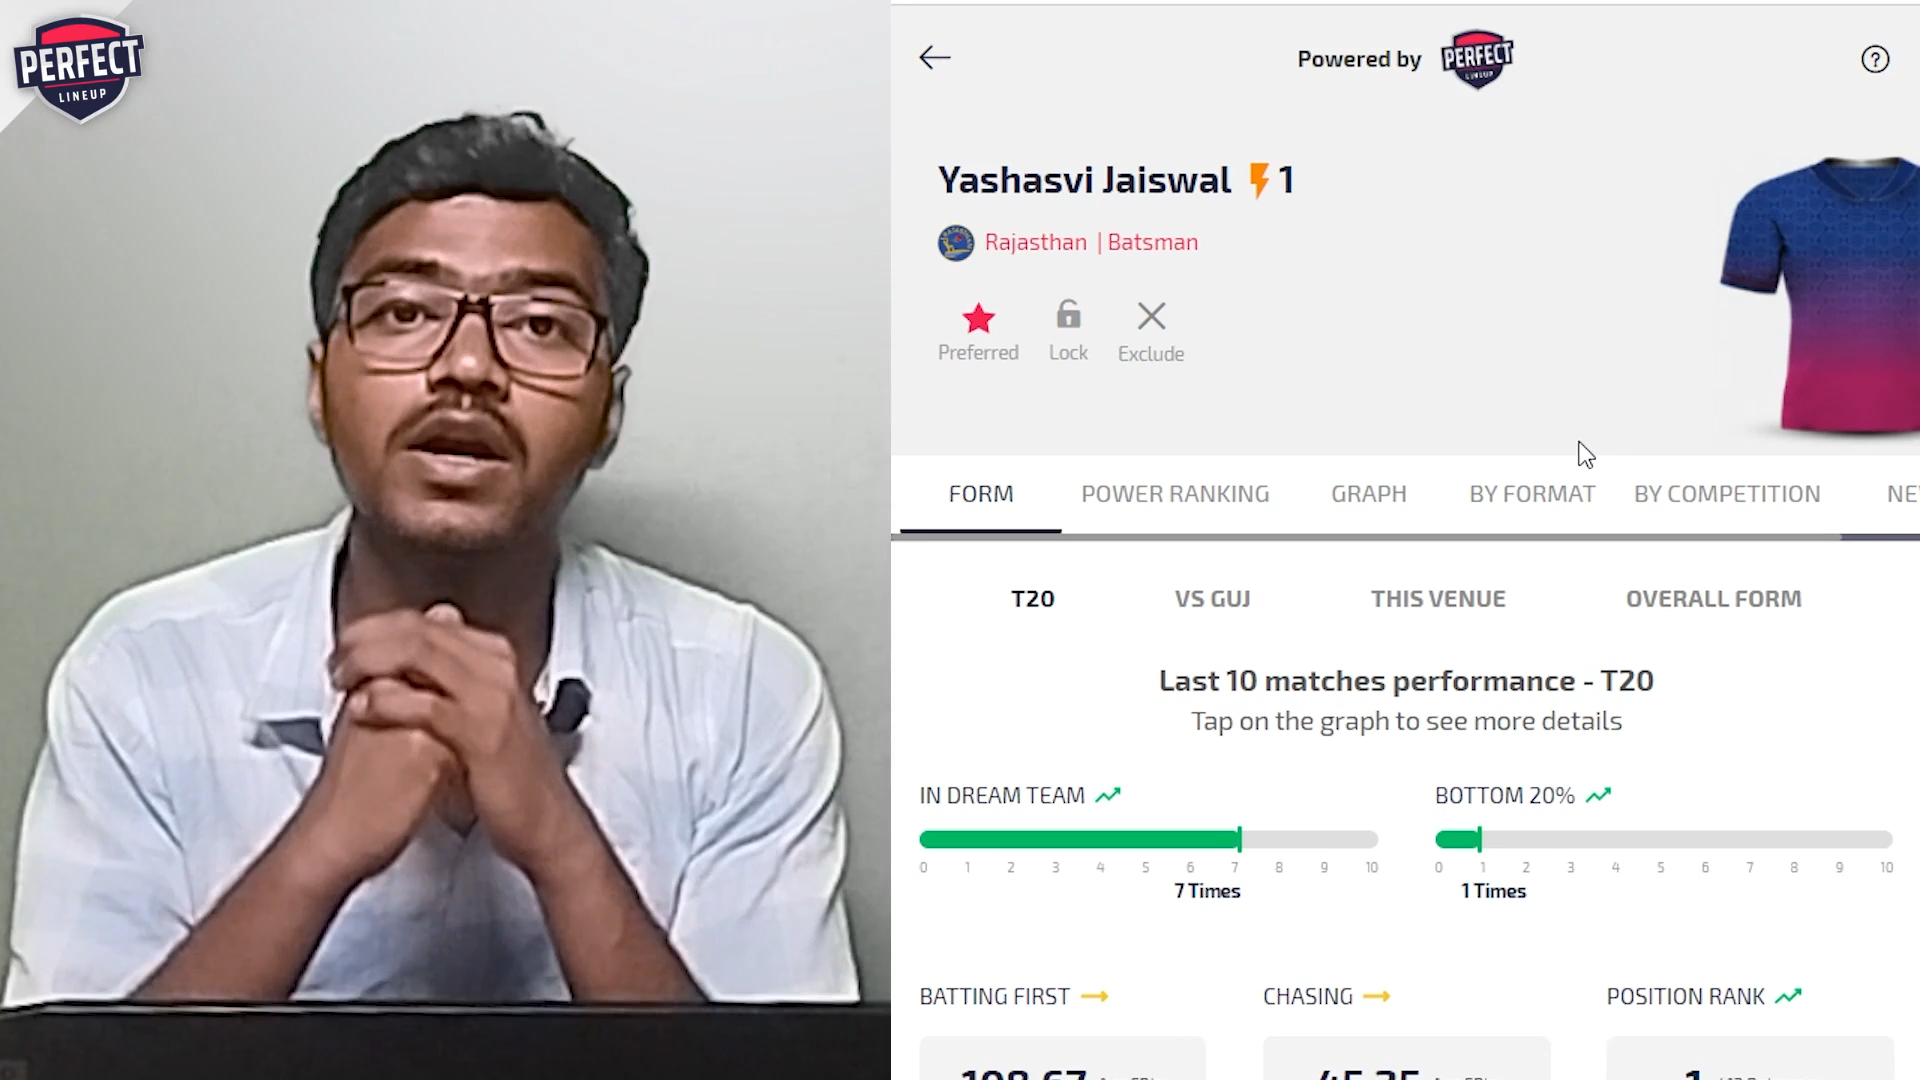 PERFECT
LINEUP
Powered by
PERFECT
LINEUP
?
Yashasvi Jaiswal 1
Rajasthan | Batsman
Preferred
Lock
Exclude
FORM
POWER RANKING
GRAPH
BY FORMAT
BY COMPETITION
T20
VS GUJ
THIS VENUE
OVERALL FORM
Last 10 matches performance - T20
Tap on the graph to see more details
IN DREAM TEAM
0 1 2 3 4 5 6 7 8 9 10
7 Times
BOTTOM 20%
0 1 2 3 4 5 6 7 8 9 10
1 Times
BATTING FIRST
CHASING
POSITION RANK